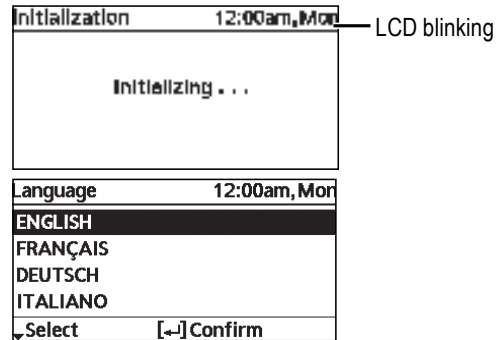 Initialization 12:00am,Mon
LCD blinking
Initializing . . .
Language 12:00am,Mon
ENGLISH
FRANÇAIS
DEUTSCH
ITALIANO
Select [↵]Confirm